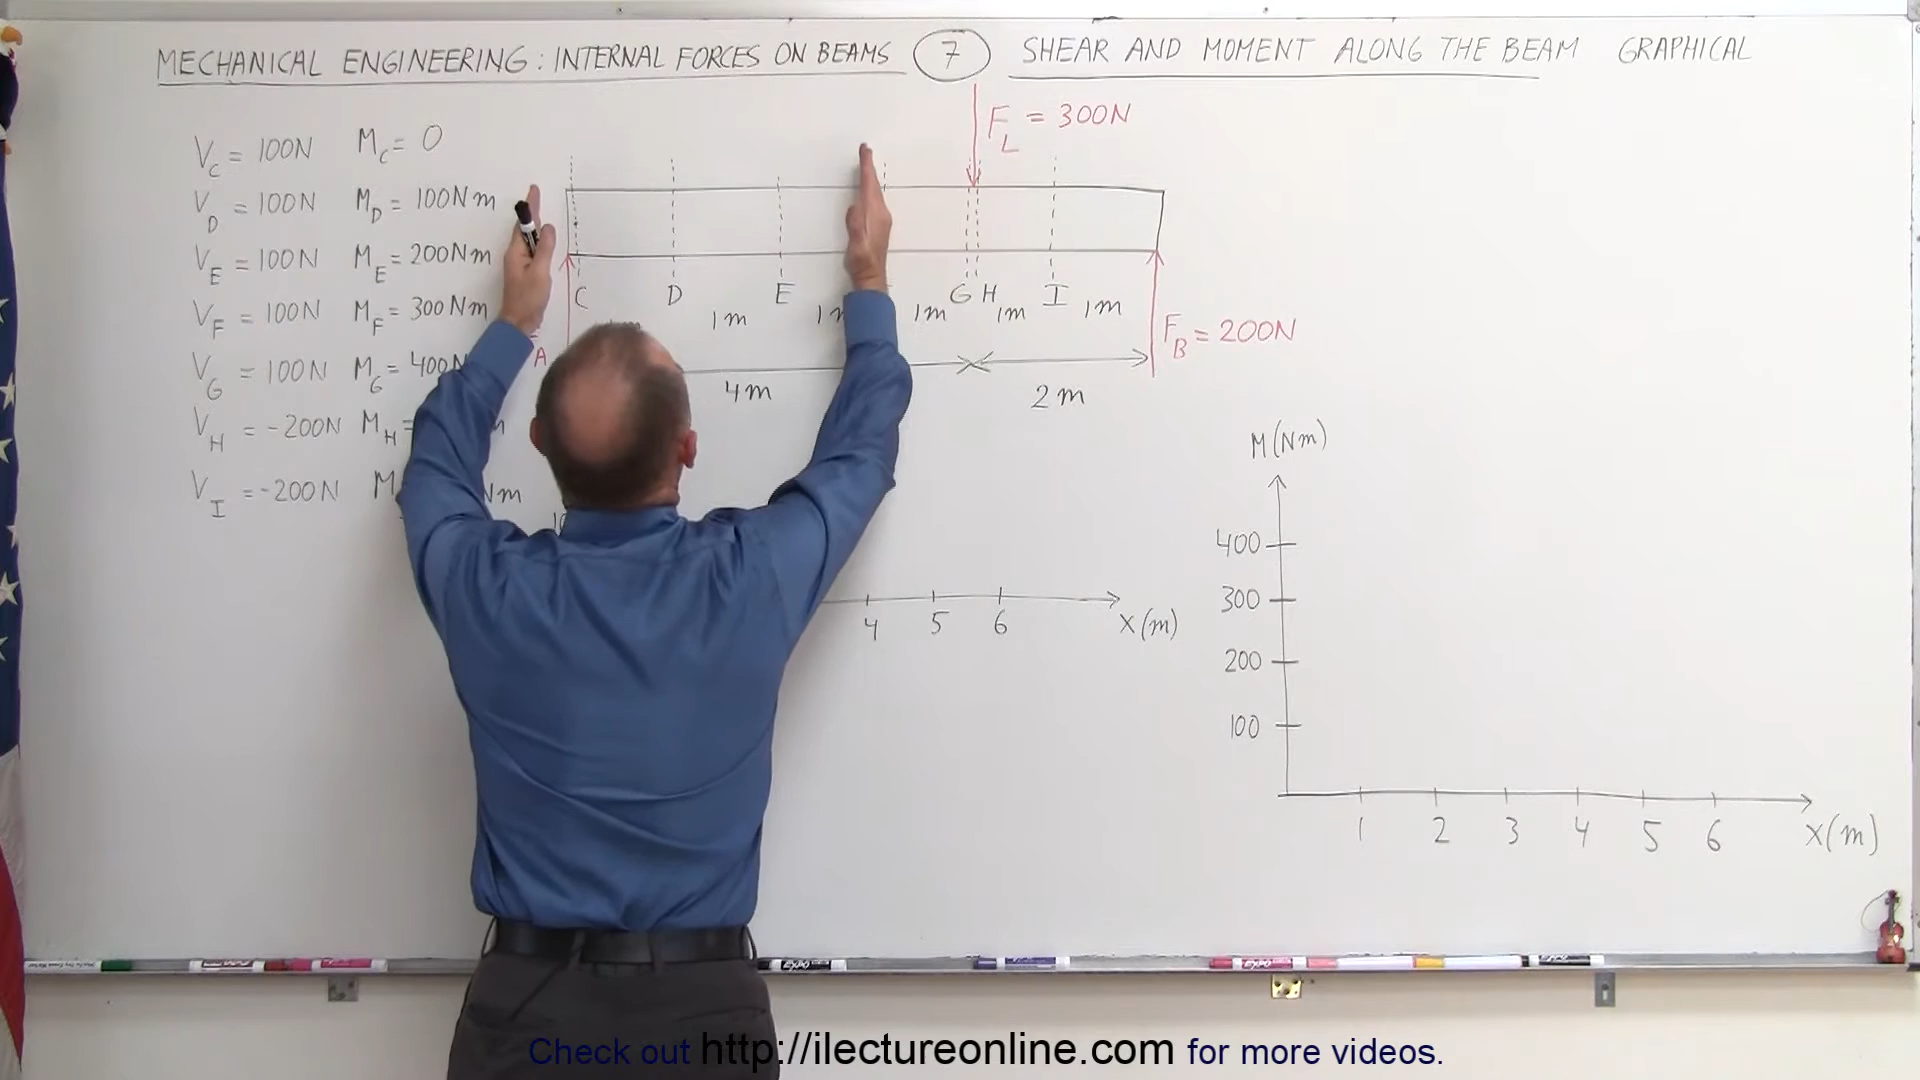 MECHANICAL ENGINEERING: INTERNAL FORCES ON BEAMS 7 SHEAR AND MOMENT ALONG THE BEAM GRAPHICAL
F_L = 300N
V_C = 100N M_C = 0
V_D = 100N M_D = 100Nm
V_E = 100N M_E = 200Nm
V_F = 100N M_F = 300Nm
V_G = 100N M_G = 400N
V_H = -200N M_H = m
V_I = -200N M Nm
C D E G H I
1m 1m 1m 1m
A
F_B = 200N
4m 2m
M(Nm)
400
300
200
100
4 5 6 X(m)
1 2 3 4 5 6 X(m)
Check out http://ilectureonline.com for more videos.